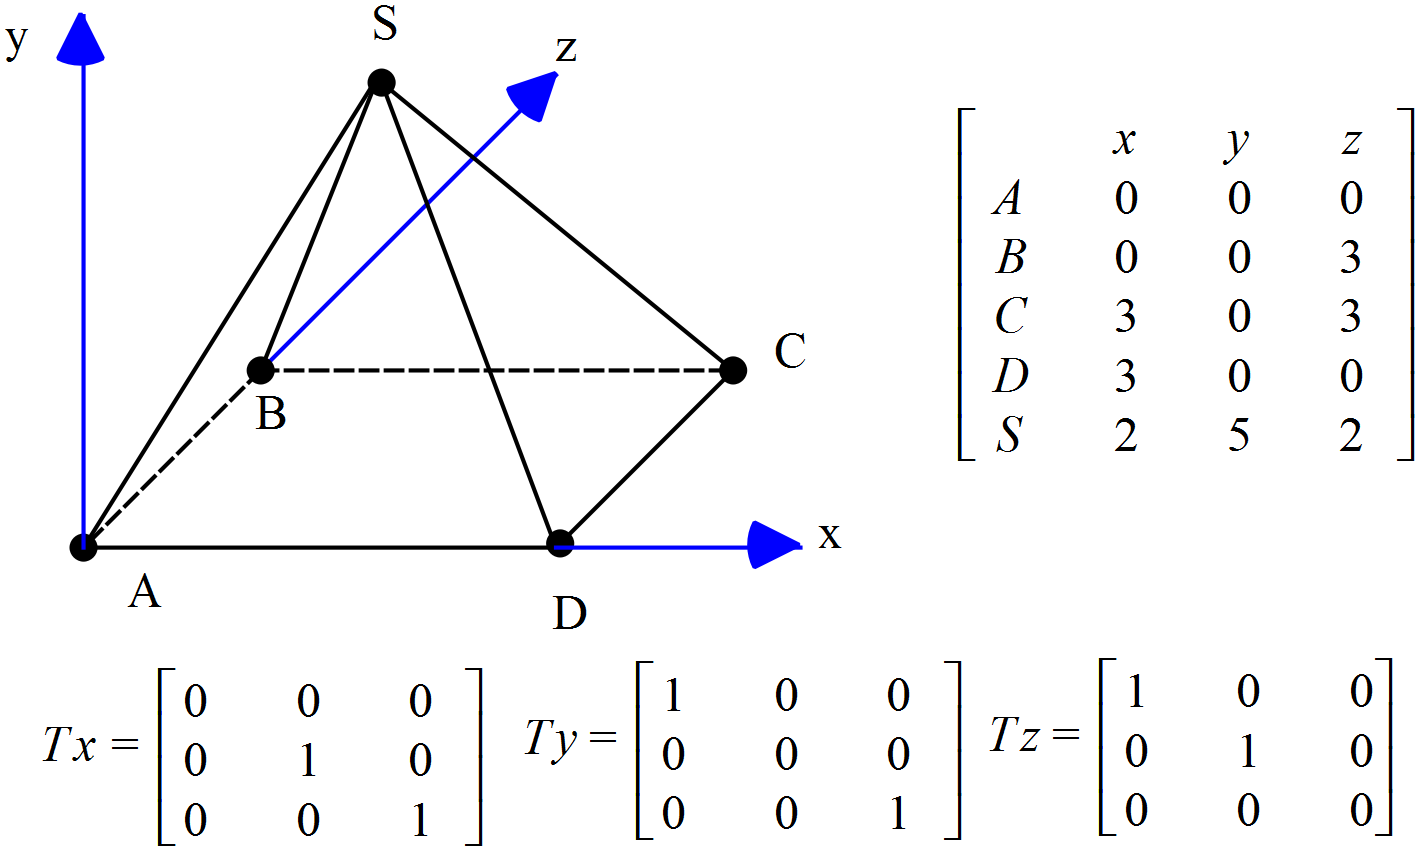 y
S
z
C
B
x
A
D
x y z
A 0 0 0
B 0 0 3
C 3 0 3
D 3 0 0
S 2 5 2
Tx = [ 0 0 0
0 1 0
0 0 1 ]
Ty = [ 1 0 0
0 0 0
0 0 1 ]
Tz = [ 1 0 0
0 1 0
0 0 0 ]